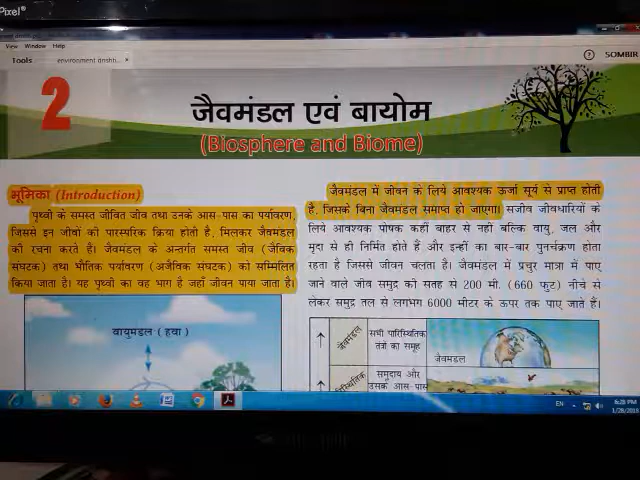 Pixel®
View Window Help
Tools
environment drishti...
×
SOMBIR
2
जैवमंडल एवं बायोम
(Biosphere and Biome)
भूमिका (Introduction)
पृथ्वी के समस्त जीवित जीव तथा उनके आस-पास का पर्यावरण,
जिससे इन जीवों की पारस्परिक क्रिया होती है, मिलकर जैवमंडल
की रचना करते हैं। जैवमंडल के अन्तर्गत समस्त जीव (जैविक
संघटक) तथा भौतिक पर्यावरण (अजैविक संघटक) को सम्मिलित
किया जाता है। यह पृथ्वी का वह भाग है जहाँ जीवन पाया जाता है।
वायुमंडल (हवा)
जैवमंडल में जीवन के लिये आवश्यक ऊर्जा सूर्य से प्राप्त होती
है, जिसके बिना जैवमंडल समाप्त हो जाएगा। सजीव जीवधारियों के
लिये आवश्यक पोषक कहीं बाहर से नहीं बल्कि वायु, जल और
मृदा से ही निर्मित होते हैं और इन्हीं का बार-बार पुनर्चक्रण होता
रहता है जिससे जीवन चलता है। जैवमंडल में प्रचुर मात्रा में पाए
जाने वाले जीव समुद्र की सतह से 200 मी. (660 फुट) नीचे से
लेकर समुद्र तल से लगभग 6000 मीटर के ऊपर तक पाए जाते हैं।
जैवमंडल
सभी पारिस्थितिक
तंत्रों का समूह
जैवमंडल
समुदाय और
उसके आस-पास
EN
6:28 PM